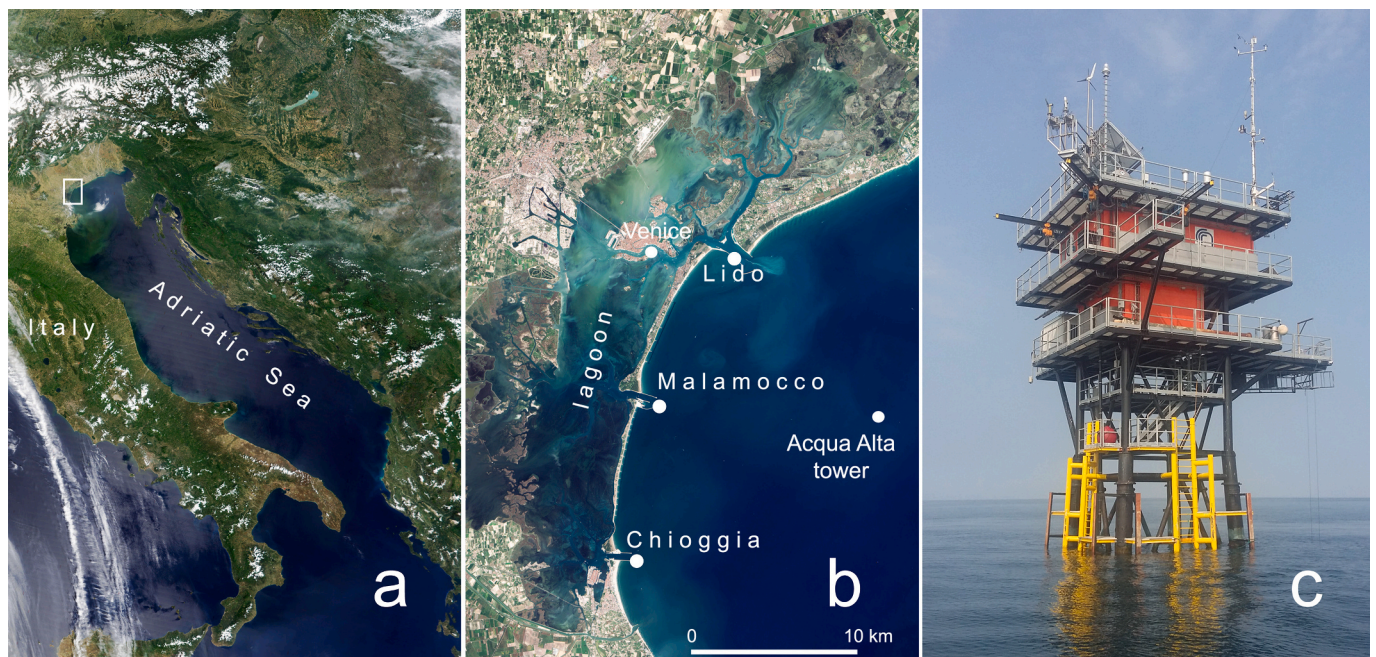 Italy
Adriatic Sea
a
Venice
Lido
lagoon
Malamocco
Acqua Alta
tower
Chioggia
b
0 10 km
c